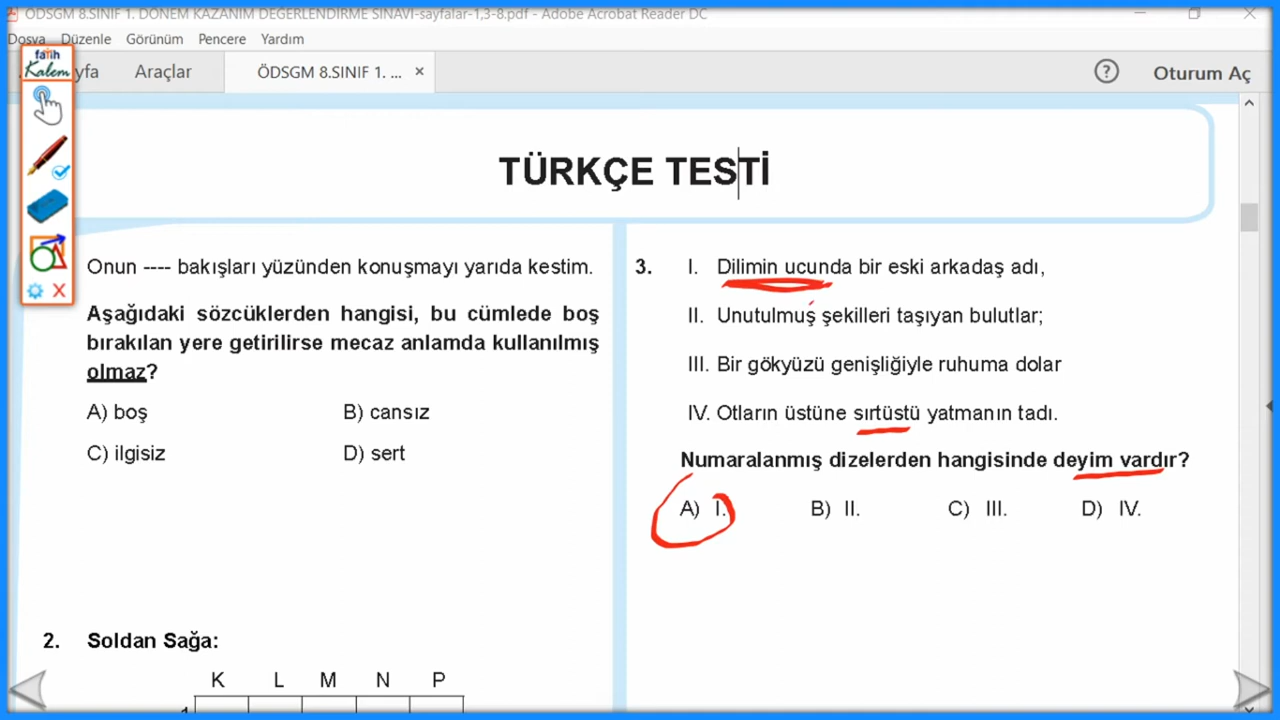 ÖDSGM 8.SINIF 1. DÖNEM KAZANIM DEĞERLENDİRME SINAVI-sayfalar-1,3-8.pdf - Adobe Acrobat Reader DC
Dosya Düzenle Görünüm Pencere Yardım
fatih
Kalem
yfa Araçlar ÖDSGM 8.SINIF 1. ... × ? Oturum Aç
TÜRKÇE TESTİ
Onun ---- bakışları yüzünden konuşmayı yarıda kestim.
Aşağıdaki sözcüklerden hangisi, bu cümlede boş
bırakılan yere getirilirse mecaz anlamda kullanılmış
olmaz?
A) boş B) cansız
C) ilgisiz D) sert
2. Soldan Sağa:
K L M N P
1
3. I. Dilimin ucunda bir eski arkadaş adı,
II. Unutulmuş şekilleri taşıyan bulutlar;
III. Bir gökyüzü genişliğiyle ruhuma dolar
IV. Otların üstüne sırtüstü yatmanın tadı.
Numaralanmış dizelerden hangisinde deyim vardır?
A) I. B) II. C) III. D) IV.